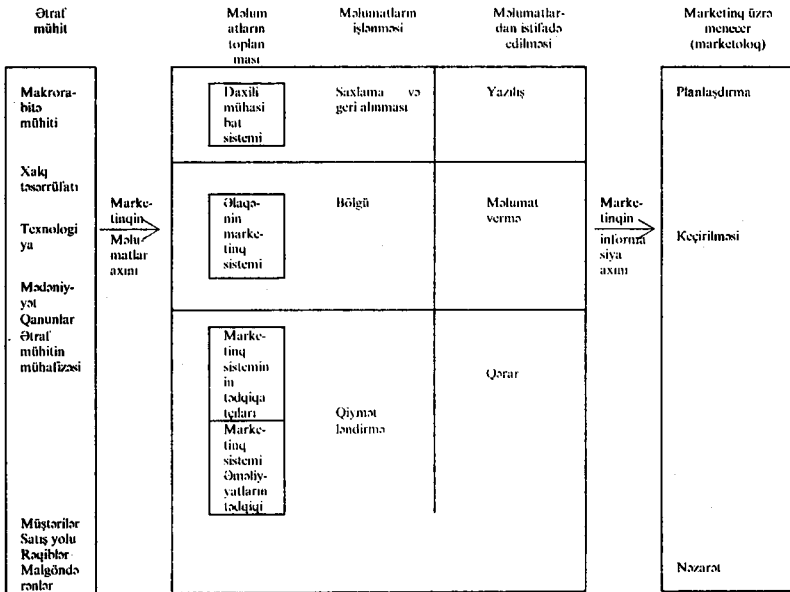 Ətraf
mühit
Məlum
atların
toplan
ması
Məlumatların
işlənməsi
Məlumatlar-
dan istifadə
edilməsi
Marketinq üzrə
menecer
(marketoloq)
Makrora-
bitə
mühiti
Xalq
təsərrüfatı
Texnologi
ya
Mədəniy-
yət
Qanunlar
Ətraf
mühitin
mühafizəsi
Müştərilər
Satış yolu
Rəqiblər
Malgöndə
rənlər
Marke-
tinqin
Məlu-
matlar
axını
Daxili
mühasi
bat
sistemi
Saxlama və
geri alınması
Yazılış
Əlaqə-
nin
marke-
tinq
sistemi
Bölgü
Məlumat
vermə
Marke-
tinq
sistemin
in
tədqiqa
tçıları
Marke-
tinq
sistemi
Əməliy-
yatların
tədqiqi
Qiymət
ləndirmə
Qərar
Marke-
tinqin
informa
siya
axını
Planlaşdırma
Keçirilməsi
Nəzarət